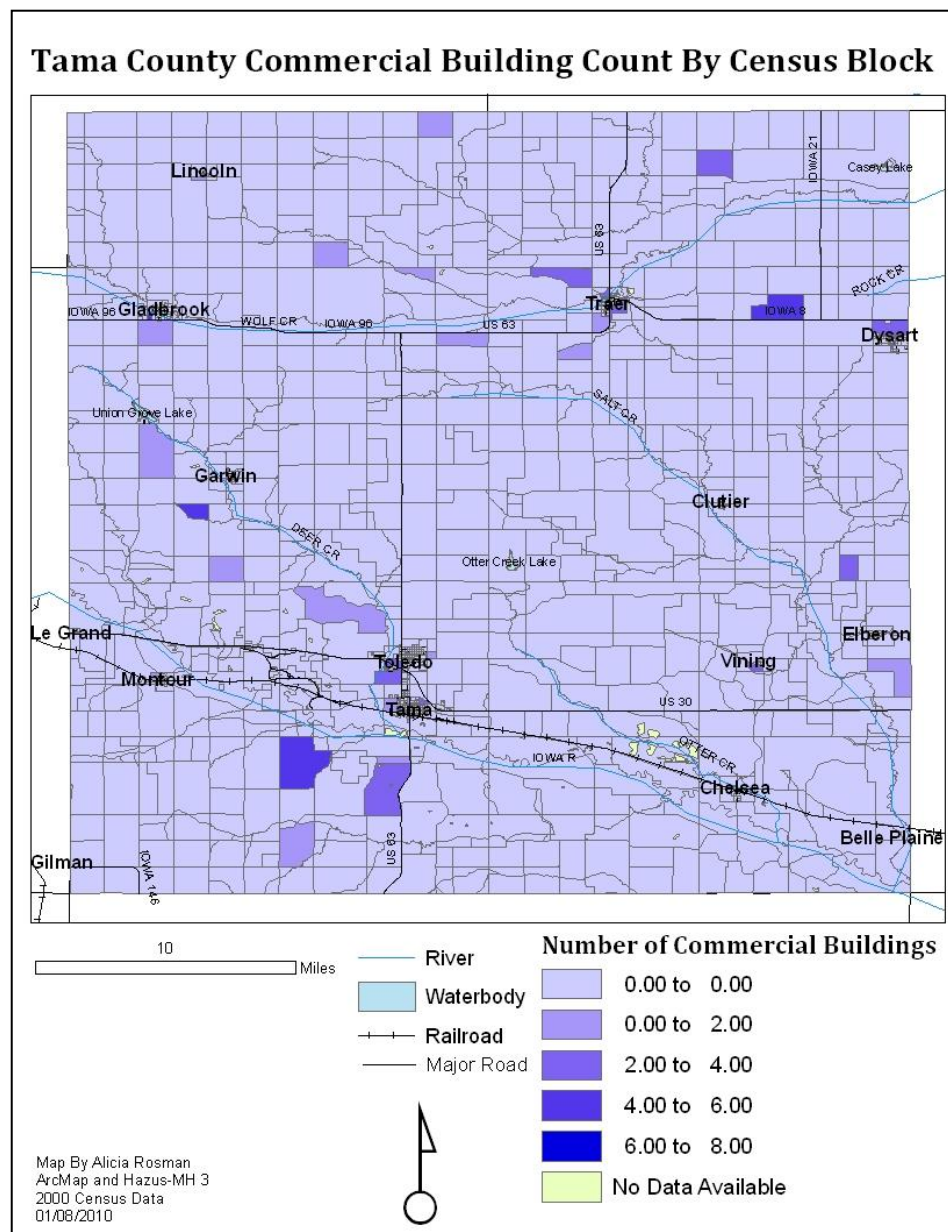 Tama County Commercial Building Count By Census Block
Lincoln
IOWA 21
Casey Lake
US 63
ROCK CR
Traer
IOWA 96
Gladbrook
WOLF CR
IOWA 96
US 63
IOWA 8
Dysart
Union Grove Lake
SALT CR
Garwin
Clutier
DEER CR
Otter Creek Lake
Le Grand
Elberon
Toledo
Vining
Montour
Tama
US 30
OTTER CR
IOWA R
Chelsea
Belle Plaine
Gilman
US 63
IOWA 146
10
Miles
River
Waterbody
Railroad
Major Road
Number of Commercial Buildings
0.00 to 0.00
0.00 to 2.00
2.00 to 4.00
4.00 to 6.00
6.00 to 8.00
No Data Available
Map By Alicia Rosman
ArcMap and Hazus-MH 3
2000 Census Data
01/08/2010